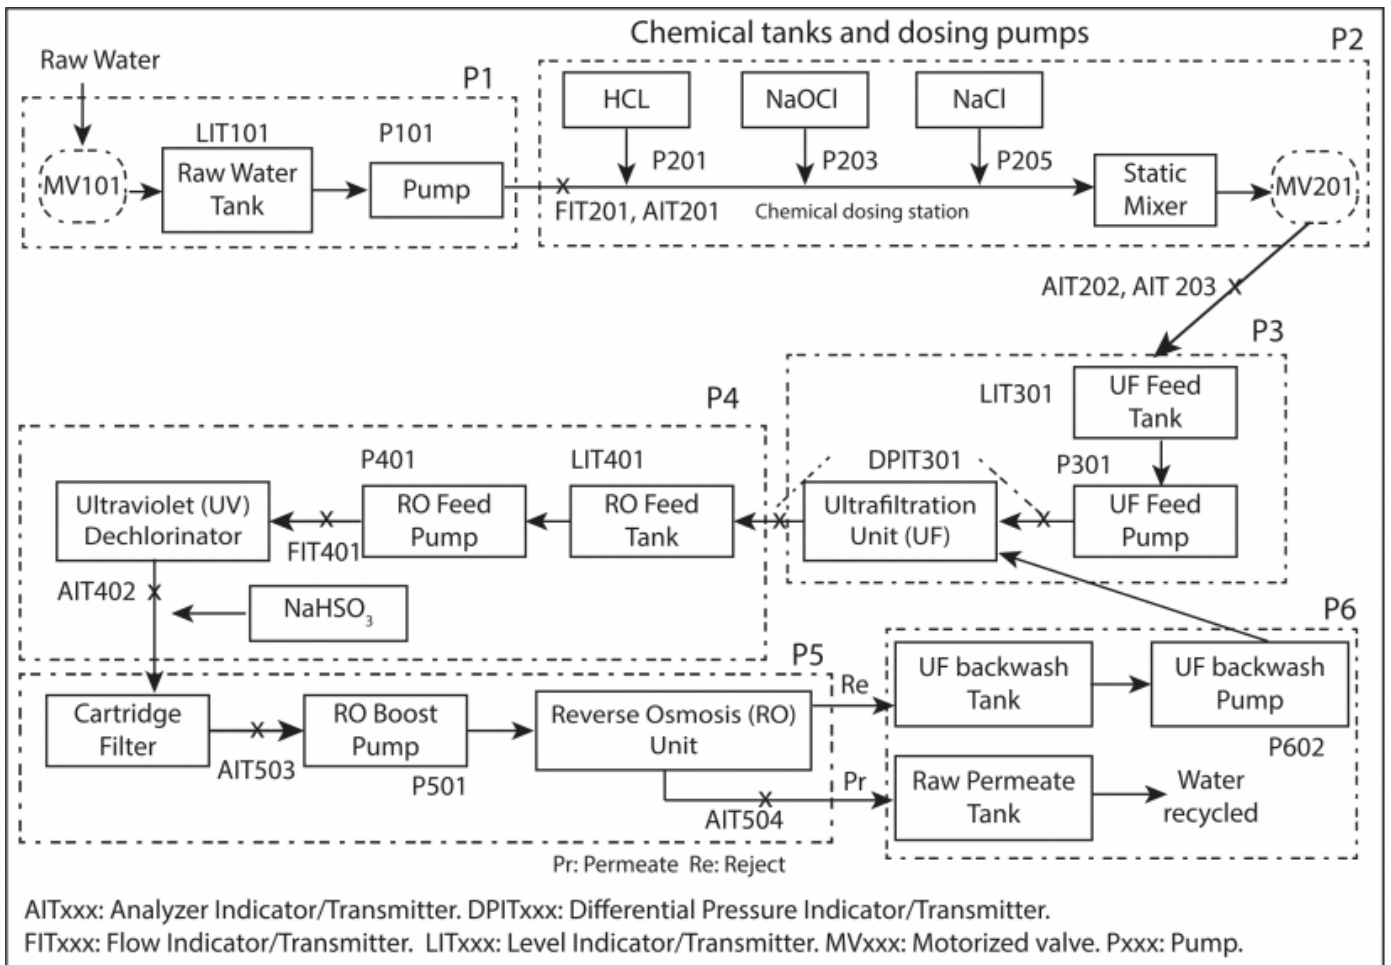 Chemical tanks and dosing pumps
P2
Raw Water
P1
HCL
NaOCl
NaCl
LIT101
P101
P201
P203
P205
MV101
Raw Water
Tank
Pump
Static
Mixer
MV201
FIT201, AIT201
Chemical dosing station
AIT202, AIT 203
P3
LIT301
UF Feed
Tank
P4
P401
LIT401
DPIT301
P301
Ultraviolet (UV)
Dechlorinator
RO Feed
Pump
RO Feed
Tank
Ultrafiltration
Unit (UF)
UF Feed
Pump
FIT401
AIT402
NaHSO3
P6
P5
Re
UF backwash
Tank
UF backwash
Pump
Cartridge
Filter
RO Boost
Pump
Reverse Osmosis (RO)
Unit
AIT503
P501
P602
Pr
Raw Permeate
Tank
Water
recycled
AIT504
Pr: Permeate Re: Reject
AITxxx: Analyzer Indicator/Transmitter. DPITxxx: Differential Pressure Indicator/Transmitter.
FITxxx: Flow Indicator/Transmitter. LITxxx: Level Indicator/Transmitter. MVxxx: Motorized valve. Pxxx: Pump.